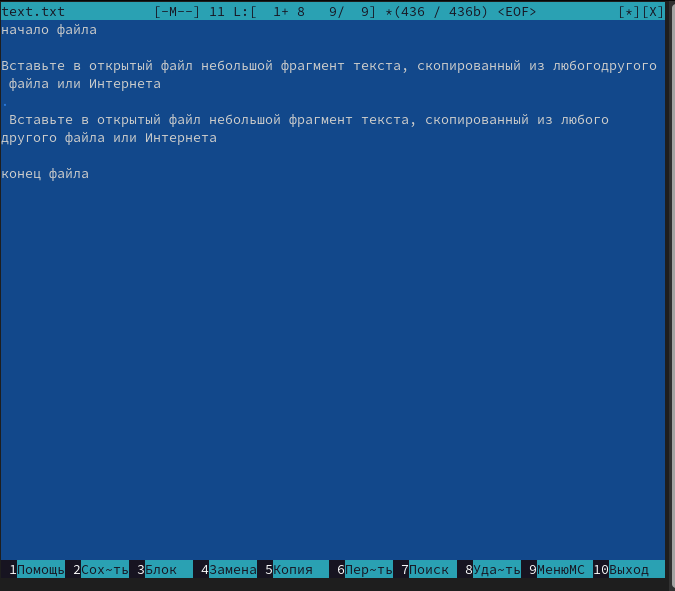 text.txt [-M--] 11 L:[ 1+ 8 9/ 9] *(436 / 436b) <EOF> [*][X]
начало файла
Вставьте в открытый файл небольшой фрагмент текста, скопированный из любогодругого
файла или Интернета
.
Вставьте в открытый файл небольшой фрагмент текста, скопированный из любого
другого файла или Интернета
конец файла
1Помощь 2Сох~ть 3Блок 4Замена 5Копия 6Пер~ть 7Поиск 8Уда~ть 9МенюMC 10Выход